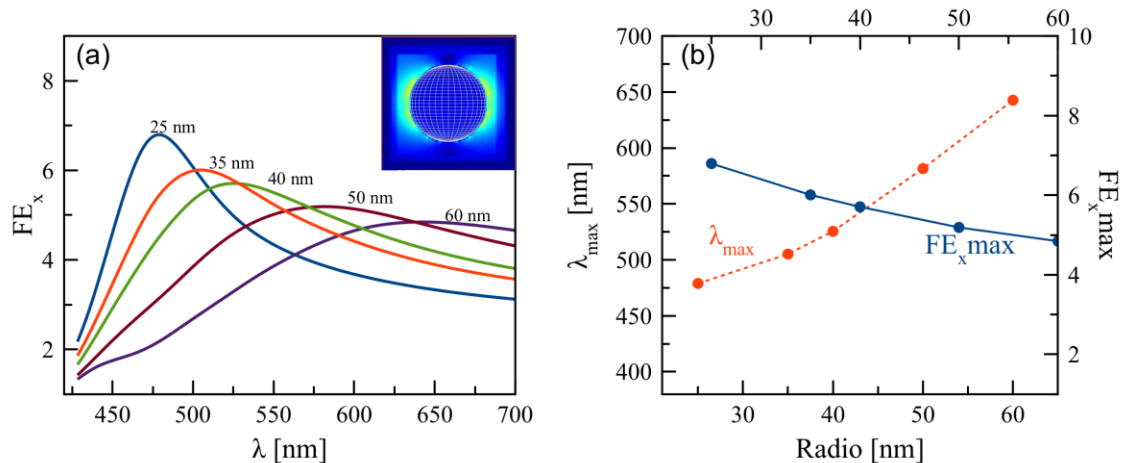 (a)
25 nm
35 nm
40 nm
50 nm
60 nm
8
6
4
2
FEx
450 500 550 600 650 700
λ [nm]
(b)
30 40 50 60
700
650
600
550
500
450
400
λmax [nm]
10
8
6
4
2
FEx max
λmax
FExmax
30 40 50 60
Radio [nm]